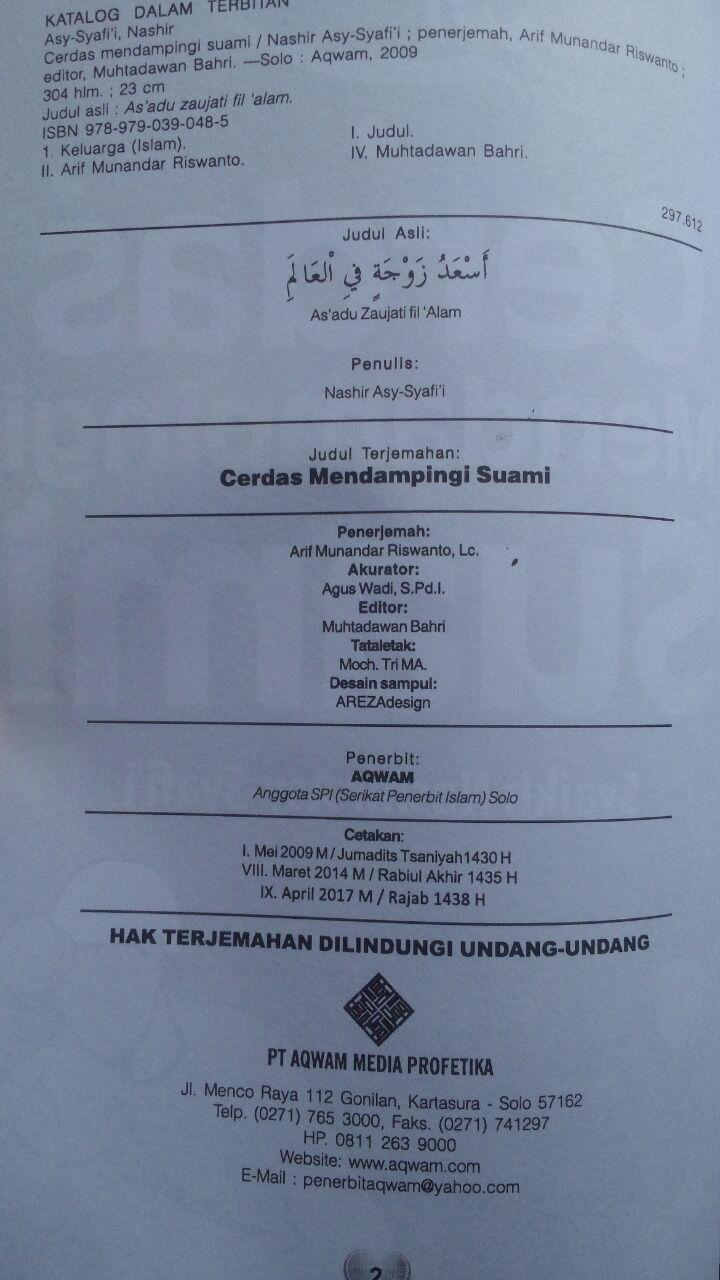 KATALOG DALAM TERBITAN
Asy-Syafi'i, Nashir
Cerdas mendampingi suami / Nashir Asy-Syafi'i ; penerjemah, Arif Munandar Riswanto ;
editor, Muhtadawan Bahri. —Solo : Aqwam, 2009
304 hlm. ; 23 cm
Judul asli : As'adu zaujati fil 'alam.
ISBN 978-979-039-048-5
1. Keluarga (Islam). I. Judul.
II. Arif Munandar Riswanto. IV. Muhtadawan Bahri.
297.612
Judul Asli:
أَسْعَدُ زَوْجَةٍ فِي الْعَالَمِ
As'adu Zaujati fil 'Alam
Penulis:
Nashir Asy-Syafi'i
Judul Terjemahan:
Cerdas Mendampingi Suami
Penerjemah:
Arif Munandar Riswanto, Lc.
Akurator:
Agus Wadi, S.Pd.I.
Editor:
Muhtadawan Bahri
Tataletak:
Moch. Tri MA.
Desain sampul:
AREZAdesign
Penerbit:
AQWAM
Anggota SPI (Serikat Penerbit Islam) Solo
Cetakan:
I. Mei 2009 M / Jumadits Tsaniyah1430 H
VIII. Maret 2014 M / Rabiul Akhir 1435 H
IX. April 2017 M / Rajab 1438 H
HAK TERJEMAHAN DILINDUNGI UNDANG-UNDANG
PT AQWAM MEDIA PROFETIKA
Jl. Menco Raya 112 Gonilan, Kartasura - Solo 57162
Telp. (0271) 765 3000, Faks. (0271) 741297
HP. 0811 263 9000
Website: www.aqwam.com
E-Mail : penerbitaqwam@yahoo.com
2